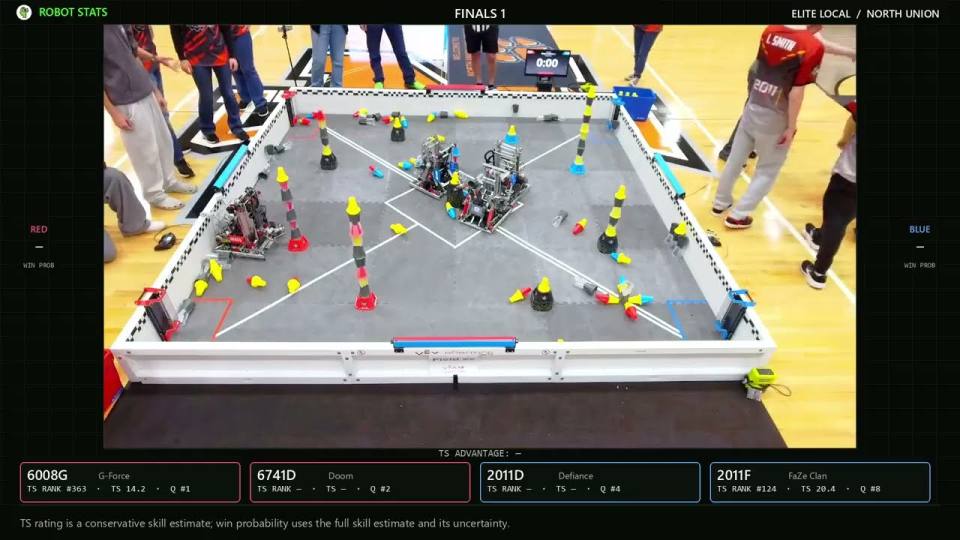 ROBOT STATS
FINALS 1
ELITE LOCAL / NORTH UNION
0:00
I. SMITH
2011
RED
—
WIN PROB
BLUE
—
WIN PROB
TS ADVANTAGE: —
6008G G-Force
TS RANK #363 · TS 14.2 · Q #1
6741D Doom
TS RANK — · TS — · Q #2
2011D Defiance
TS RANK — · TS — · Q #4
2011F FaZe Clan
TS RANK #124 · TS 20.4 · Q #8
TS rating is a conservative skill estimate; win probability uses the full skill estimate and its uncertainty.